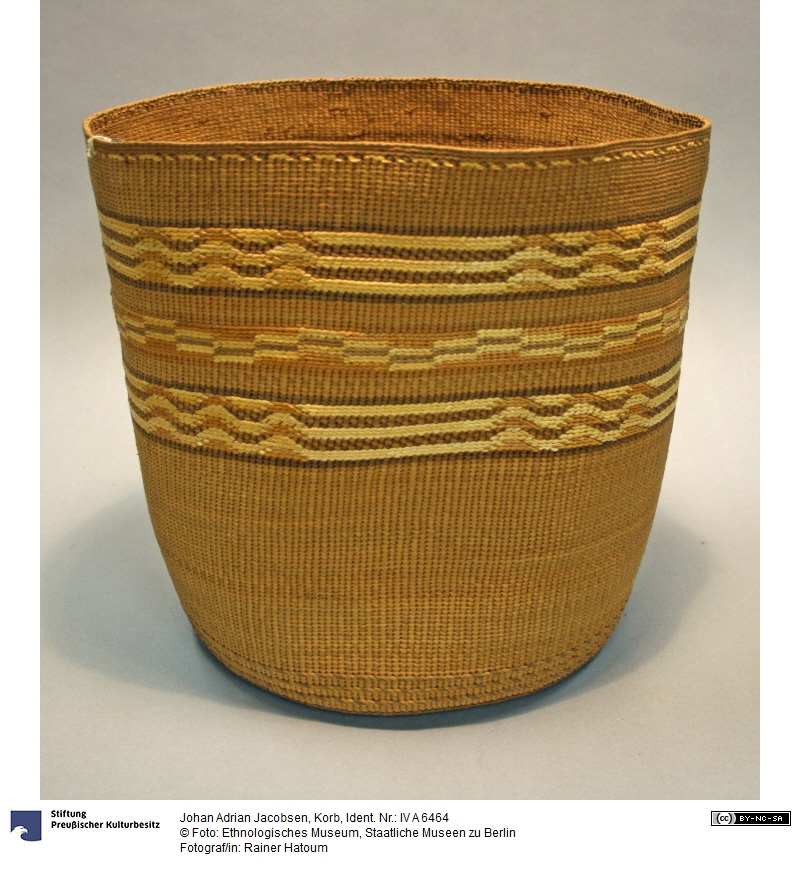 Stiftung
Preußischer Kulturbesitz
Johan Adrian Jacobsen, Korb, Ident. Nr.: IV A 6464
© Foto: Ethnologisches Museum, Staatliche Museen zu Berlin
Fotograf/in: Rainer Hatoum
cc BY-NC-SA